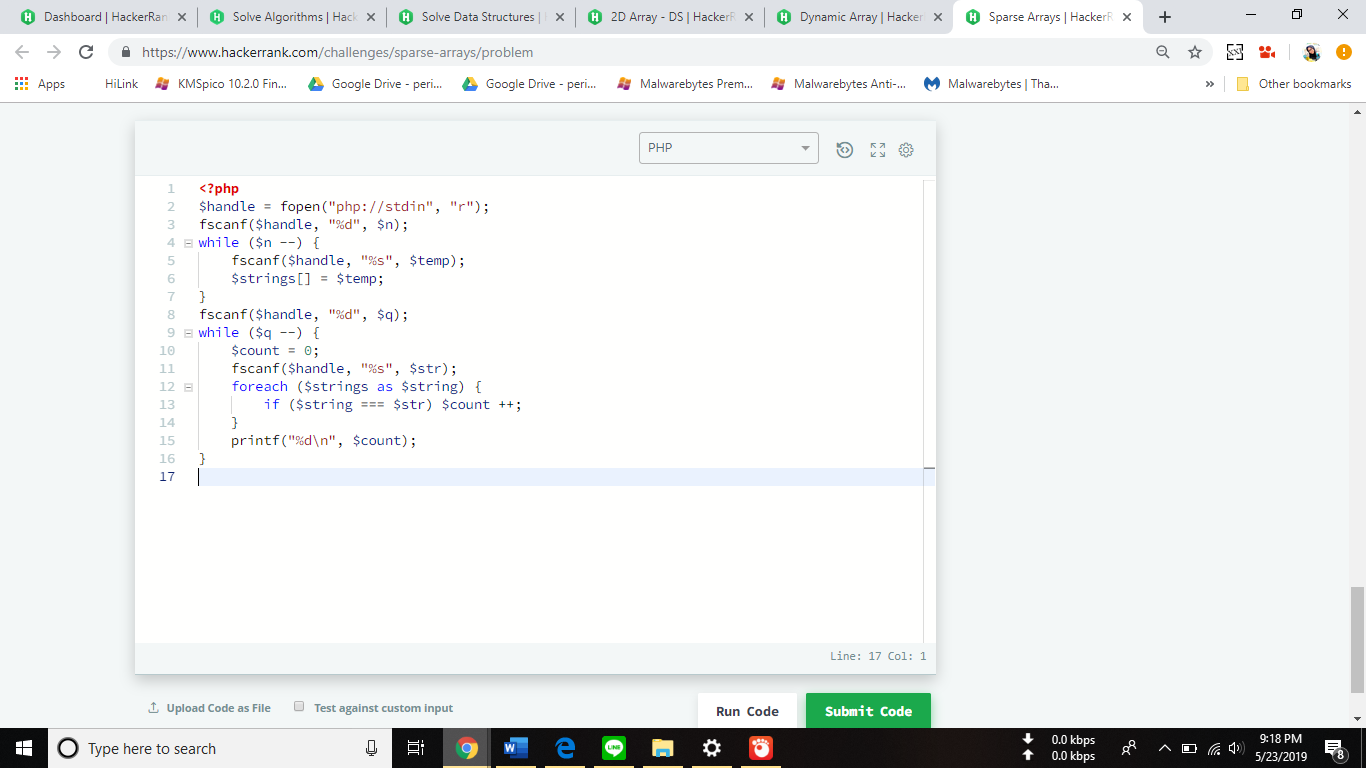 Dashboard | HackerRan
Solve Algorithms | Hack
Solve Data Structures |
2D Array - DS | HackerR
Dynamic Array | Hacker
Sparse Arrays | HackerR
https://www.hackerrank.com/challenges/sparse-arrays/problem
Apps
HiLink
KMSpico 10.2.0 Fin...
Google Drive - peri...
Google Drive - peri...
Malwarebytes Prem...
Malwarebytes Anti-...
Malwarebytes | Tha...
»
Other bookmarks
PHP
1 <?php
2 $handle = fopen("php://stdin", "r");
3 fscanf($handle, "%d", $n);
4 while ($n --) {
5     fscanf($handle, "%s", $temp);
6     $strings[] = $temp;
7 }
8 fscanf($handle, "%d", $q);
9 while ($q --) {
10     $count = 0;
11     fscanf($handle, "%s", $str);
12     foreach ($strings as $string) {
13         if ($string === $str) $count ++;
14     }
15     printf("%d\n", $count);
16 }
17
Line: 17 Col: 1
Upload Code as File
Test against custom input
Run Code
Submit Code
Type here to search
0.0 kbps
0.0 kbps
9:18 PM
5/23/2019
8